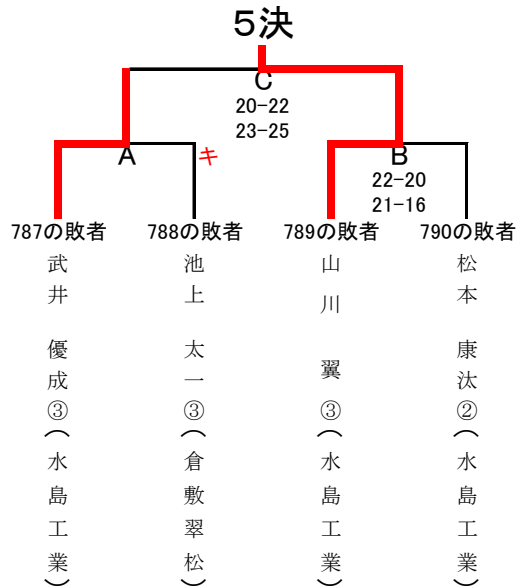 5決
C
20-22
23-25
A
キ
B
22-20
21-16
787の敗者
788の敗者
789の敗者
790の敗者
武井 優成③(水島工業)
池上 太一③(倉敷翠松)
山川 翼③(水島工業)
松本 康汰②(水島工業)